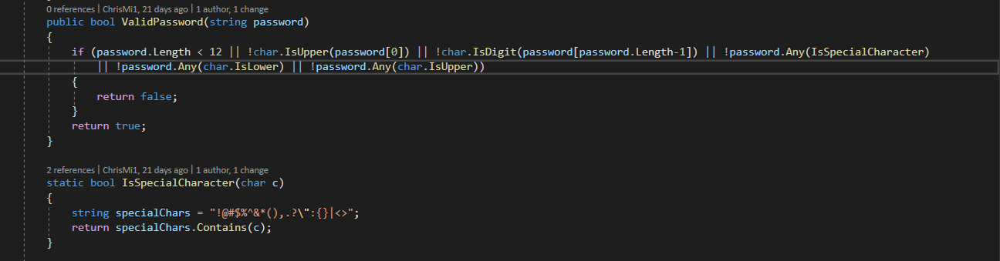 0 references | ChrisMi1, 21 days ago | 1 author, 1 change
public bool ValidPassword(string password)
{
if (password.Length < 12 || !char.IsUpper(password[0]) || !char.IsDigit(password[password.Length-1]) || !password.Any(IsSpecialCharacter)
|| !password.Any(char.IsLower) || !password.Any(char.IsUpper))
{
return false;
}
return true;
}
2 references | ChrisMi1, 21 days ago | 1 author, 1 change
static bool IsSpecialCharacter(char c)
{
string specialChars = "!@#$%^&*(),.?\":{}|<>";
return specialChars.Contains(c);
}